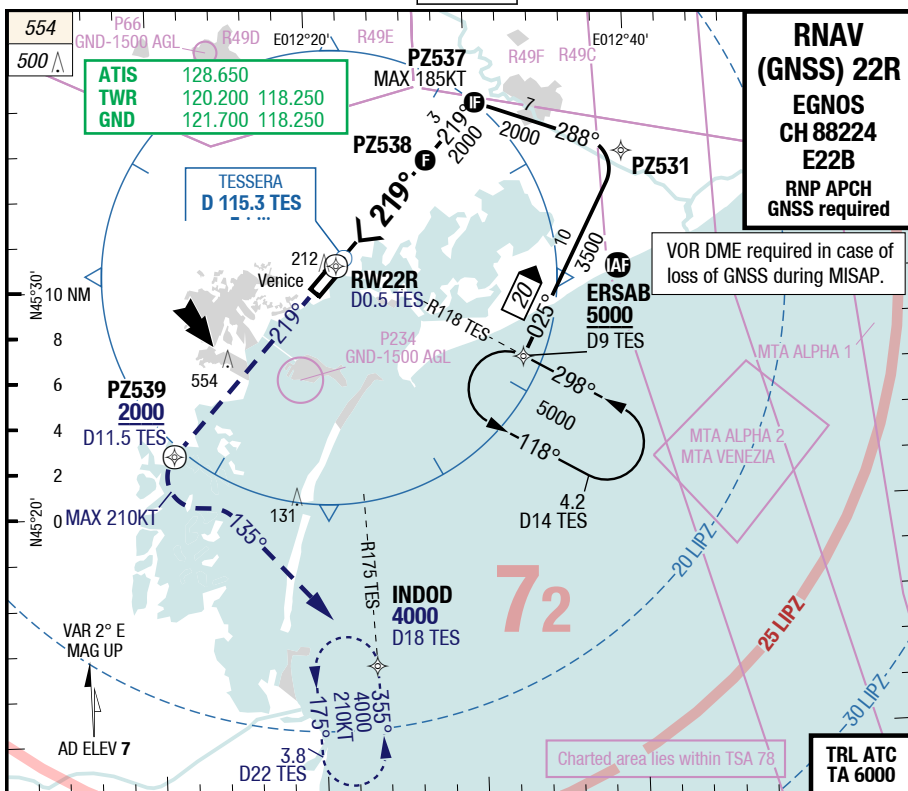 554
500
P66
GND-1500 AGL
R49D
E012°20'
R49E
PZ537
MAX 185KT
R49F
R49C
E012°40'
RNAV
(GNSS) 22R
EGNOS
CH 88224
E22B
RNP APCH
GNSS required
ATIS 128.650
TWR 120.200 118.250
GND 121.700 118.250
IF
7
2000
288°
3
219°
2000
PZ538
F
PZ531
219°
TESSERA
D 115.3 TES
VOR DME required in case of
loss of GNSS during MISAP.
10
3500
IAF
ERSAB
5000
D9 TES
20
025°
212
Venice
RW22R
D0.5 TES
R118 TES
N45°30'
10 NM
8
6
4
2
0
N45°20'
219°
P234
GND-1500 AGL
554
MTA ALPHA 1
298°
5000
118°
4.2
D14 TES
MTA ALPHA 2
MTA VENEZIA
PZ539
2000
D11.5 TES
MAX 210KT
135°
131
R175 TES
INDOD
4000
D18 TES
72
20 LIPZ
25 LIPZ
30 LIPZ
VAR 2° E
MAG UP
AD ELEV 7
175°
355°
4000
210KT
3.8
D22 TES
Charted area lies within TSA 78
TRL ATC
TA 6000